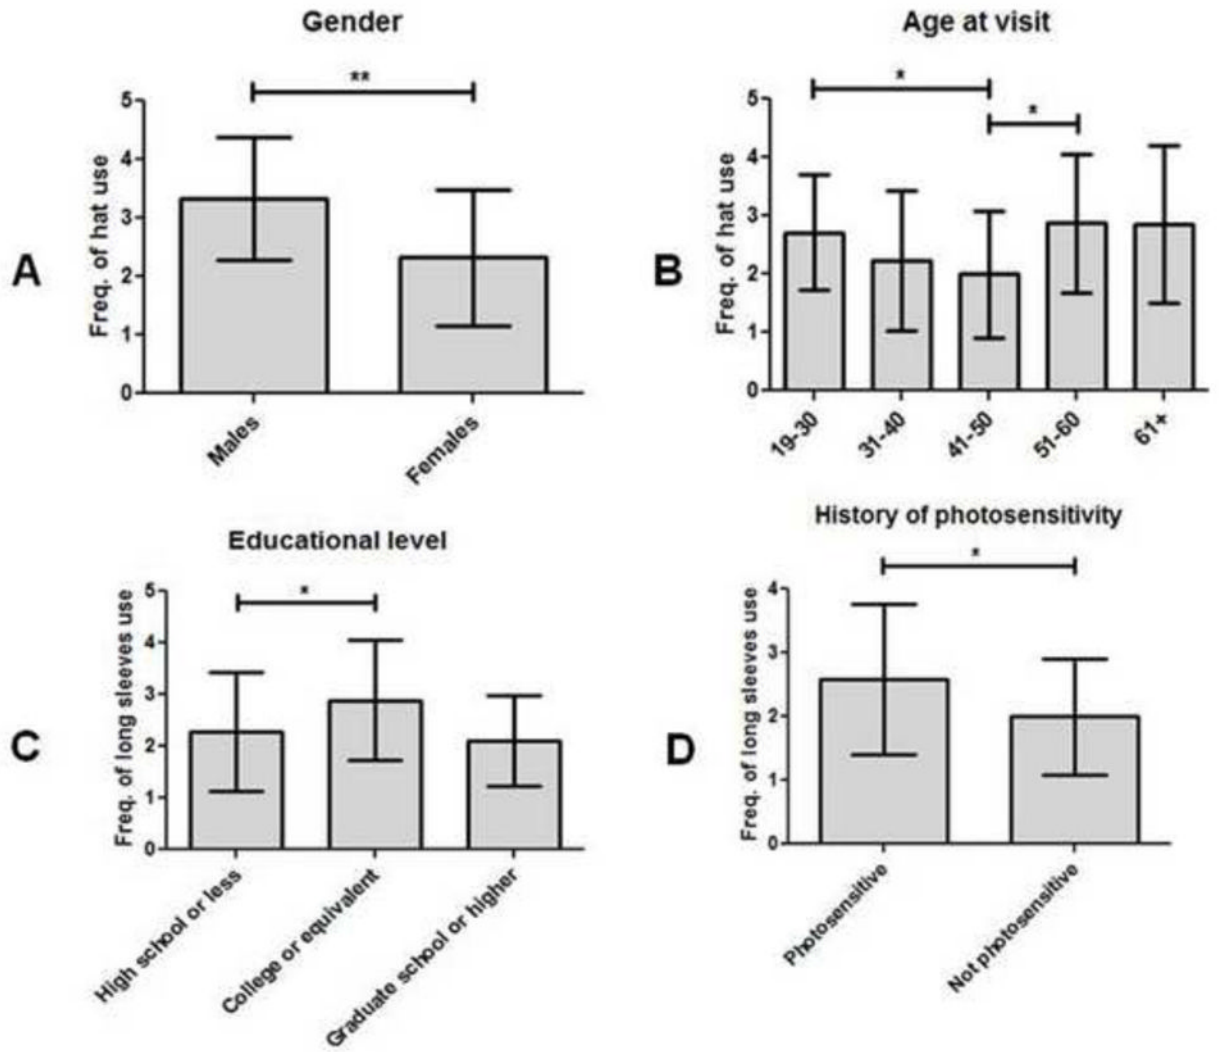 Gender
**
Freq. of hat use
5
4
3
2
1
0
Males
Females
A
Age at visit
*
*
Freq. of hat use
5
4
3
2
1
0
19-30
31-40
41-50
51-60
61+
B
Educational level
*
Freq. of long sleeves use
5
4
3
2
1
0
High school or less
College or equivalent
Graduate school or higher
C
History of photosensitivity
*
Freq. of long sleeves use
4
3
2
1
0
Photosensitive
Not photosensitive
D